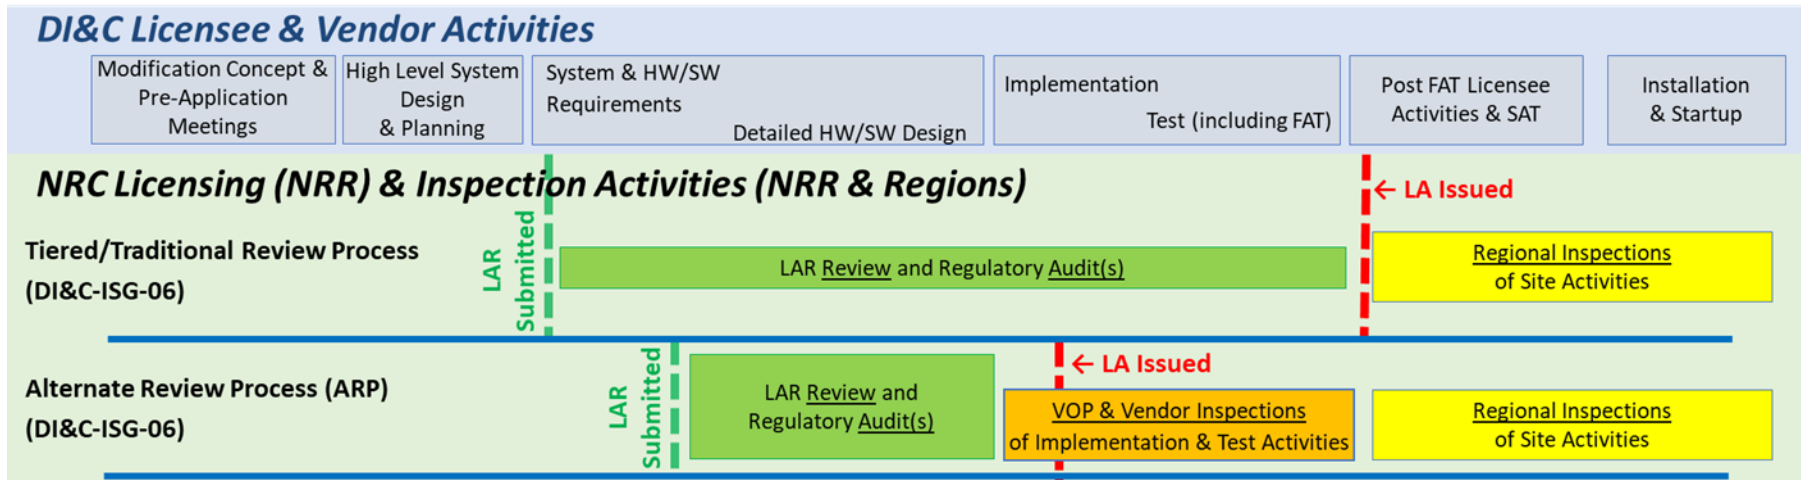 DI&C Licensee & Vendor Activities
Modification Concept &
Pre-Application
Meetings
High Level System
Design
& Planning
System & HW/SW
Requirements
Detailed HW/SW Design
Implementation
Test (including FAT)
Post FAT Licensee
Activities & SAT
Installation
& Startup
NRC Licensing (NRR) & Inspection Activities (NRR & Regions)
← LA Issued
Tiered/Traditional Review Process
(DI&C-ISG-06)
LAR
Submitted
LAR Review and Regulatory Audit(s)
Regional Inspections
of Site Activities
Alternate Review Process (ARP)
(DI&C-ISG-06)
LAR
Submitted
LAR Review and
Regulatory Audit(s)
← LA Issued
VOP & Vendor Inspections
of Implementation & Test Activities
Regional Inspections
of Site Activities